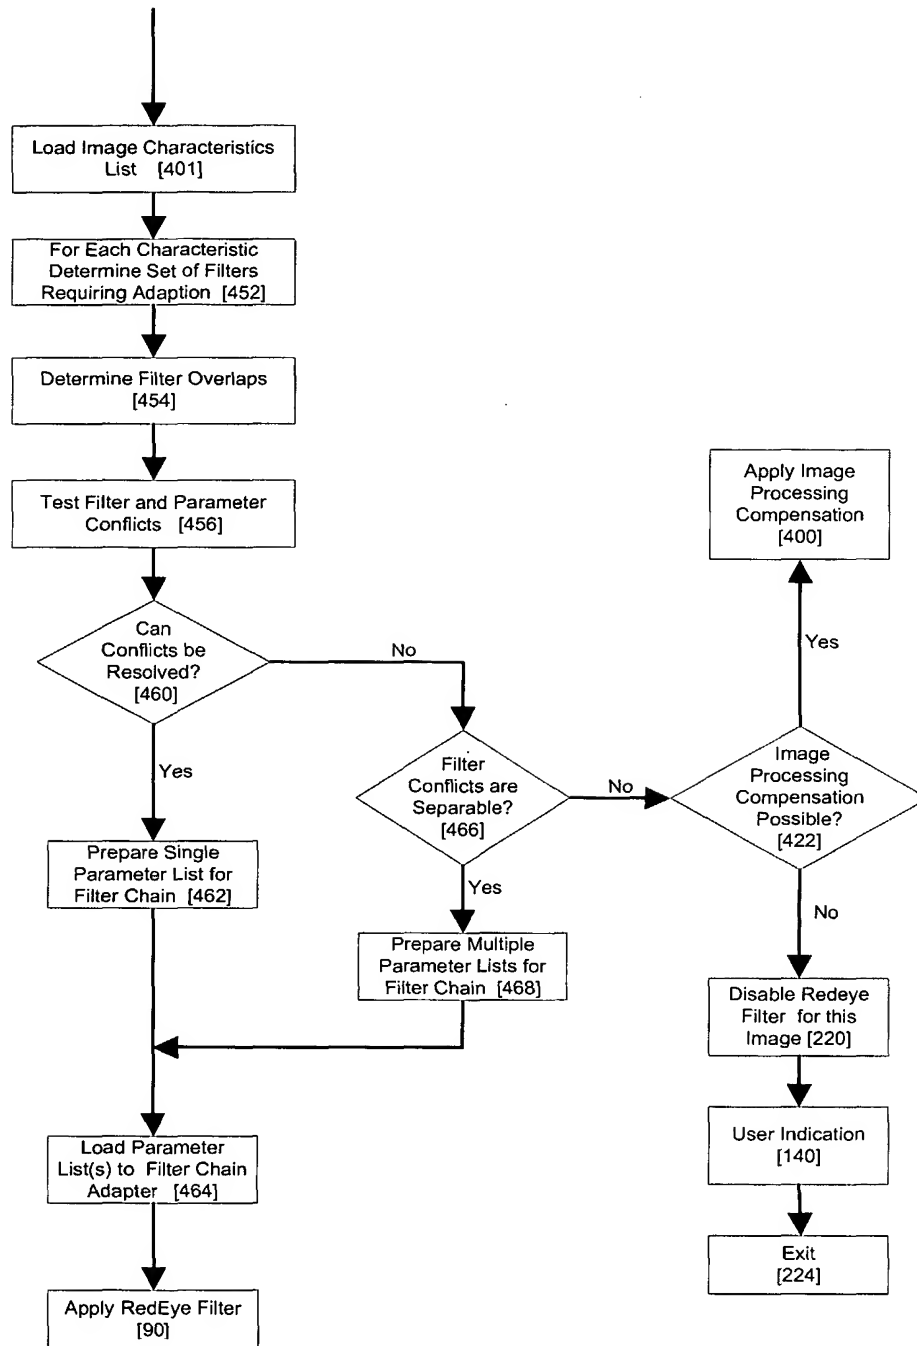 Load Image Characteristics
List [401]
For Each Characteristic
Determine Set of Filters
Requiring Adaption [452]
Determine Filter Overlaps
[454]
Test Filter and Parameter
Conflicts [456]
Can
Conflicts be
Resolved?
[460]
No
Yes
Filter
Conflicts are
Separable?
[466]
No
Yes
Image
Processing
Compensation
Possible?
[422]
Yes
Apply Image
Processing
Compensation
[400]
No
Prepare Single
Parameter List for
Filter Chain [462]
Prepare Multiple
Parameter Lists for
Filter Chain [468]
Disable Redeye
Filter for this
Image [220]
User Indication
[140]
Exit
[224]
Load Parameter
List(s) to Filter Chain
Adapter [464]
Apply RedEye Filter
[90]